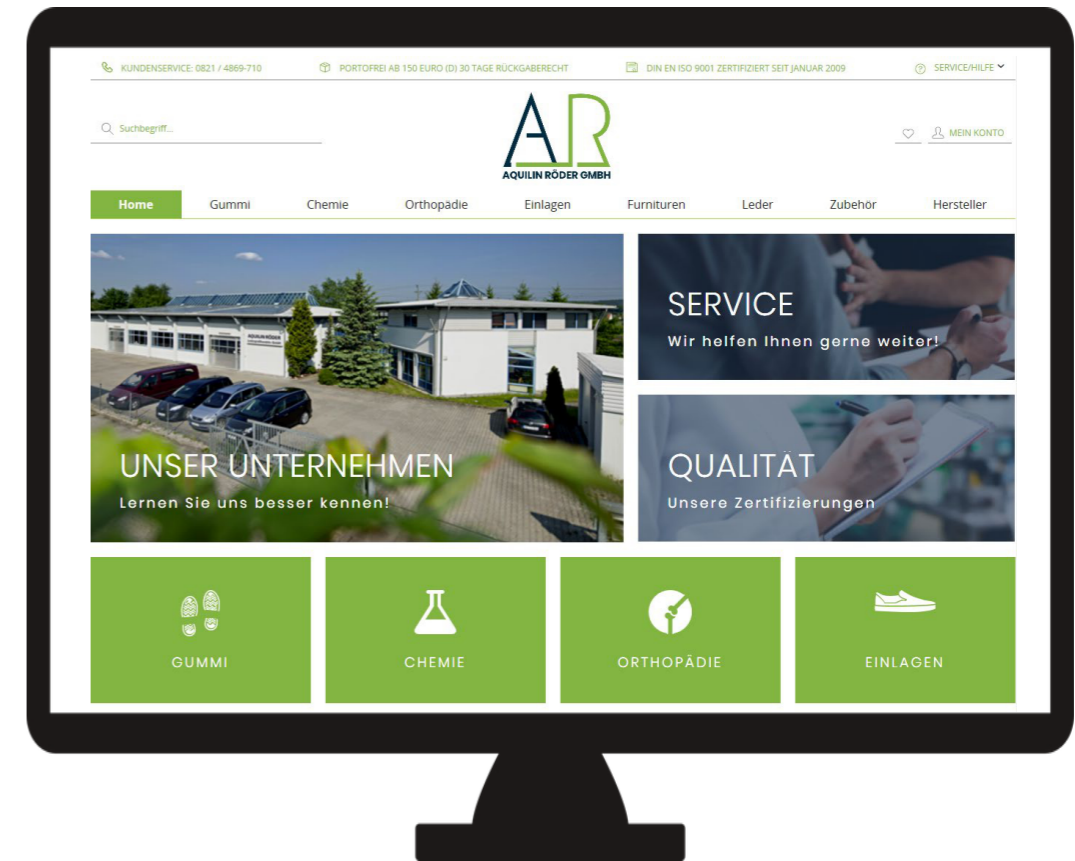 KUNDENSERVICE: 0821 / 4869-710
PORTOFREI AB 150 EURO (D) 30 TAGE RÜCKGABERECHT
DIN EN ISO 9001 ZERTIFIZIERT SEIT JANUAR 2009
SERVICE/HILFE
Suchbegriff...
AR
AQUILIN RÖDER GMBH
MEIN KONTO
Home
Gummi
Chemie
Orthopädie
Einlagen
Furnituren
Leder
Zubehör
Hersteller
AQUILIN RÖDER
UNSER UNTERNEHMEN
Lernen Sie uns besser kennen!
SERVICE
Wir helfen Ihnen gerne weiter!
QUALITÄT
Unsere Zertifizierungen
GUMMI
CHEMIE
ORTHOPÄDIE
EINLAGEN